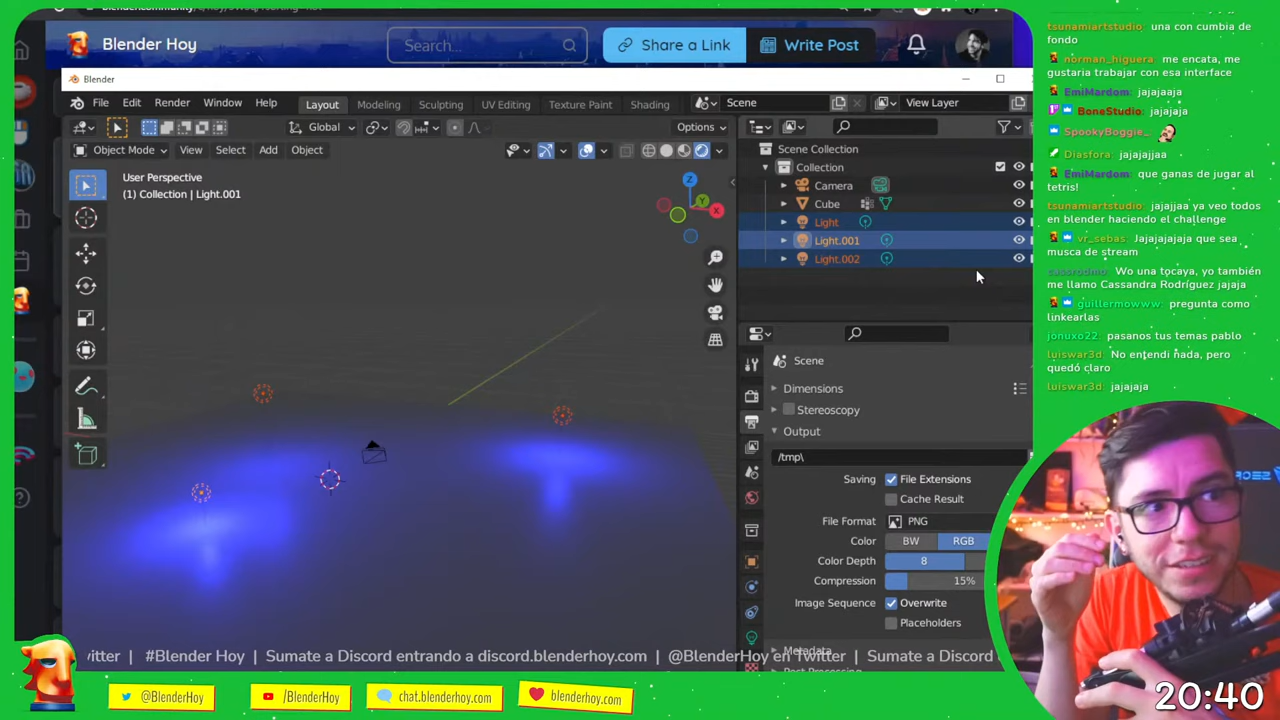 Blender Hoy
Search...
Share a Link
Write Post
Blender
File Edit Render Window Help
Layout Modeling Sculpting UV Editing Texture Paint Shading
Scene
View Layer
Global
Options
Object Mode View Select Add Object
User Perspective
(1) Collection | Light.001
Z
Y
X
Scene Collection
Collection
Camera
Cube
Light
Light.001
Light.002
Scene
Dimensions
Stereoscopy
Output
/tmp\
Saving File Extensions
Cache Result
File Format PNG
Color BW RGB
Color Depth 8
Compression 15%
Image Sequence Overwrite
Placeholders
Metadata
tsunamiartstudio: una con cumbia de
fondo
norman_higuera: me encata, me
gustaria trabajar con esa interface
EmiMardom: jajajaaja
BoneStudio: jajajaja
SpookyBoggie_
Diasfora: jajajajjaa
EmiMardom: que ganas de jugar al
tetris!
tsunamiartstudio: jajajjaa ya veo todos
en blender haciendo el challenge
vr_sebas: Jajajajajaja que sea
musca de stream
cassrodmo: Wo una tocaya, yo también
me llamo Cassandra Rodríguez jajaja
guillermowww: pregunta como
linkearlas
jonuxo22: pasanos tus temas pablo
luiswar3d: No entendi nada, pero
quedó claro
luiswar3d: jajajaja
itter | #Blender Hoy | Sumate a Discord entrando a discord.blenderhoy.com | @BlenderHoy en Twitter | Sumate a Discord
@BlenderHoy
/BlenderHoy
chat.blenderhoy.com
blenderhoy.com
20:40